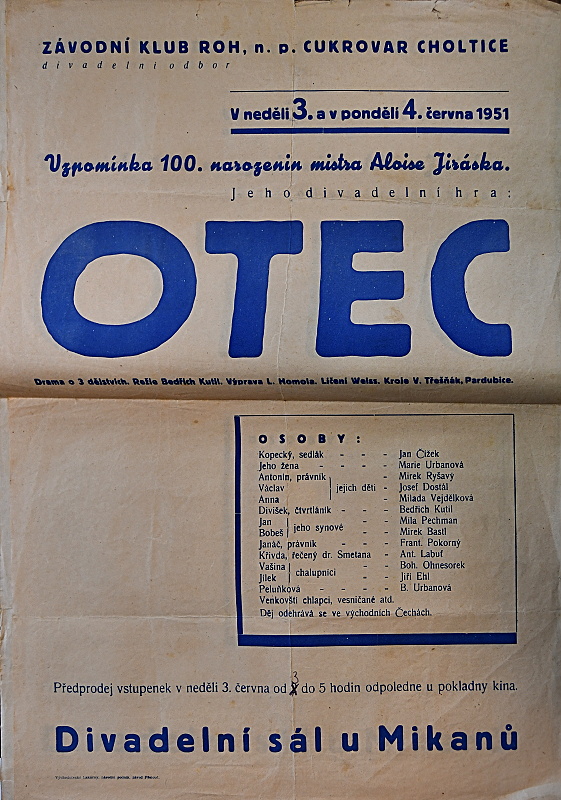 ZÁVODNÍ KLUB ROH, n. p. CUKROVAR CHOLTICE
divadelní odbor
V neděli 3. a v pondělí 4. června 1951
Vzpomínka 100. narozenin mistra Aloise Jiráska.
Jeho divadelní hra:
OTEC
Drama o 3 dějstvích. Režie Bedřich Kutil. Výprava L. Homola. Líčení Weiss. Kroje V. Třešňák, Pardubice.
OSOBY:
Kopecký, sedlák - - - Jan Čížek
Jeho žena - - - - Marie Urbanová
Antonín, právník - Mirek Ryšavý
Václav jejich děti - Josef Dostál
Anna - Milada Vejdělková
Divíšek, čtvrtláník - - Bedřich Kutil
Jan - - Míla Pechman
Bobeš jeho synové - - Mirek Bastl
Janáč, právník - - - Frant. Pokorný
Křivda, řečený dr. Smetana - Ant. Labuť
Vašina - - Boh. Ohnesorek
Jílek chalupníci - - Jiří Ehl
Peluňková - - - - B. Urbanová
Venkovští chlapci, vesničané atd.
Děj odehrává se ve východních Čechách.
Předprodej vstupenek v neděli 3. června od 3 do 5 hodin odpoledne u pokladny kina.
Divadelní sál u Mikanů